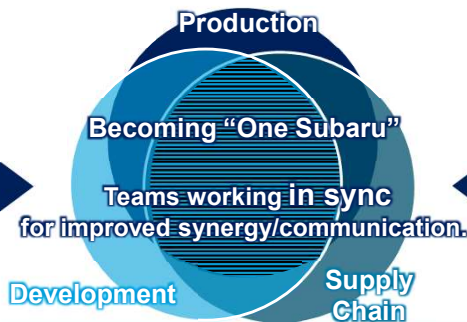 Production
Becoming “One Subaru”
Teams working in sync
for improved synergy/communication.
Development
Supply
Chain